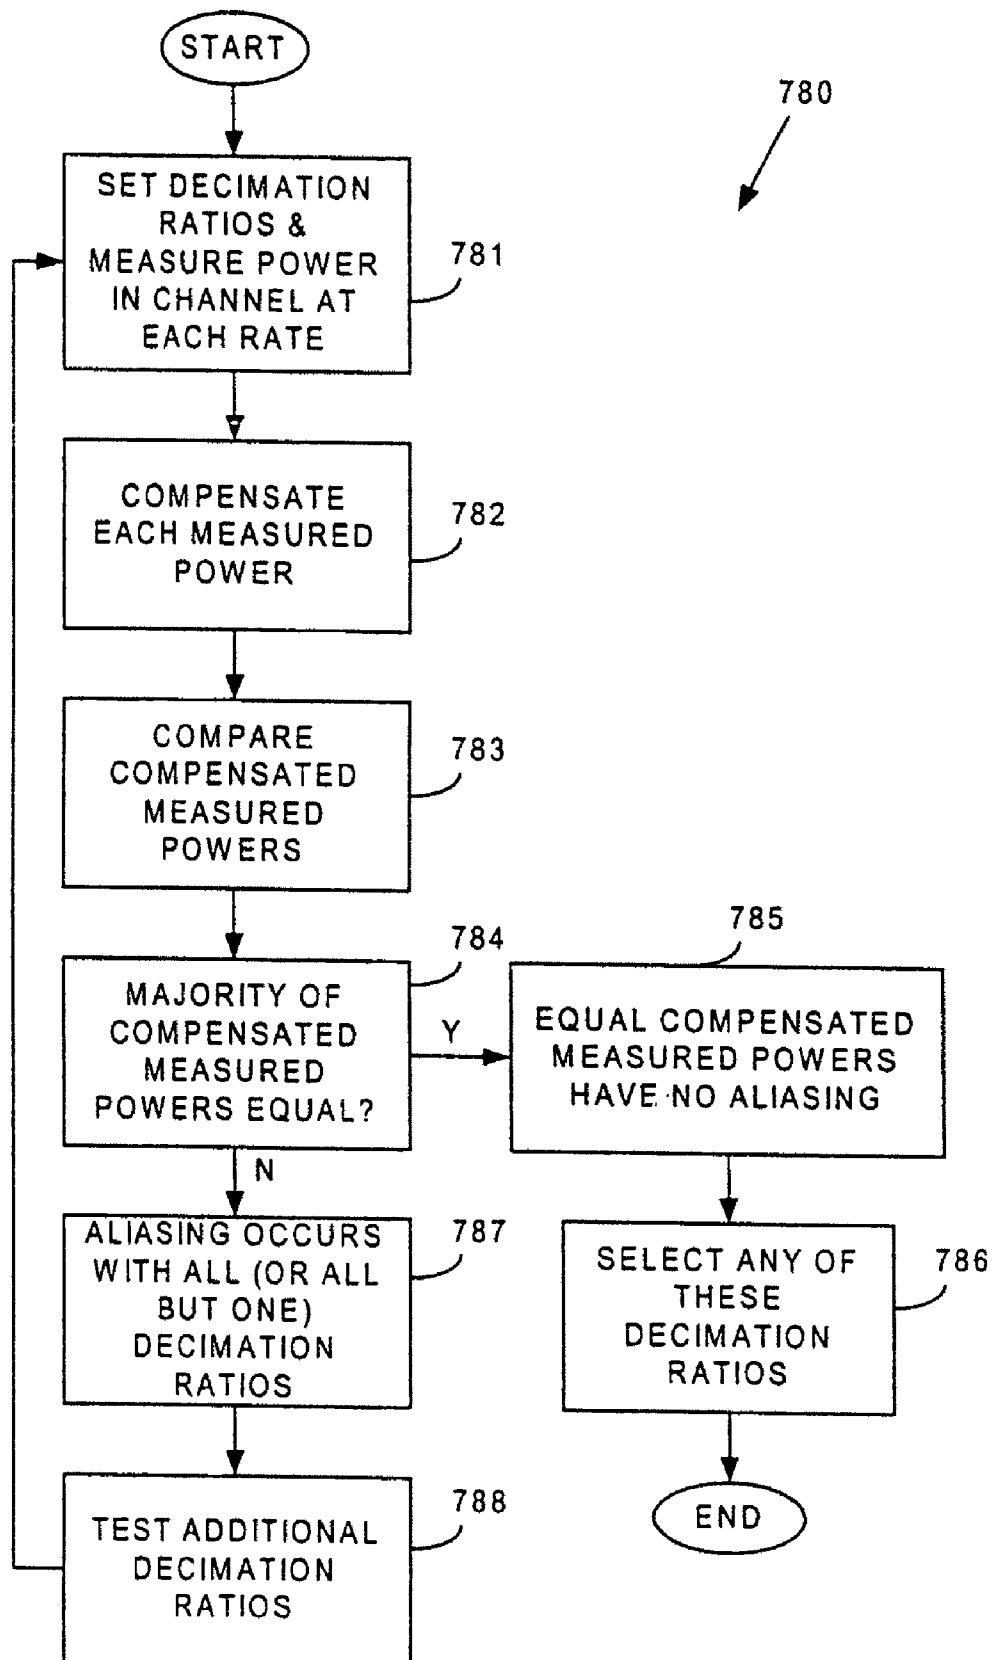 START
780
SET DECIMATION
RATIOS &
MEASURE POWER
IN CHANNEL AT
EACH RATE
781
COMPENSATE
EACH MEASURED
POWER
782
COMPARE
COMPENSATED
MEASURED
POWERS
783
MAJORITY OF
COMPENSATED
MEASURED
POWERS EQUAL?
784
Y
N
785
EQUAL COMPENSATED
MEASURED POWERS
HAVE NO ALIASING
SELECT ANY OF
THESE
DECIMATION
RATIOS
786
END
ALIASING OCCURS
WITH ALL (OR ALL
BUT ONE)
DECIMATION
RATIOS
787
TEST ADDITIONAL
DECIMATION
RATIOS
788